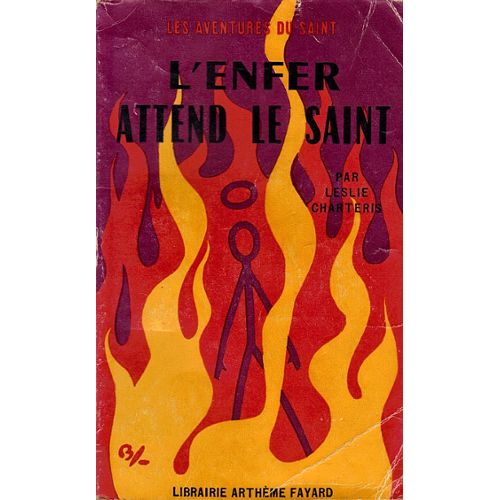 LES AVENTURES DU SAINT
L'ENFER
ATTEND LE SAINT
PAR
LESLIE
CHARTERIS
LIBRAIRIE ARTHÈME FAYARD